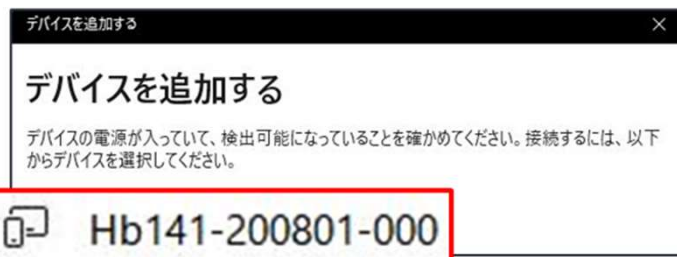 デバイスを追加する
デバイスを追加する
デバイスの電源が入っていて、検出可能になっていることを確かめてください。接続するには、以下
からデバイスを選択してください。
Hb141-200801-000